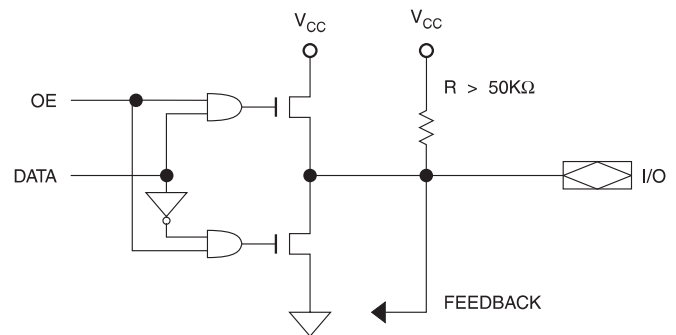 V_CC
V_CC
R > 50KΩ
OE
DATA
I/O
FEEDBACK